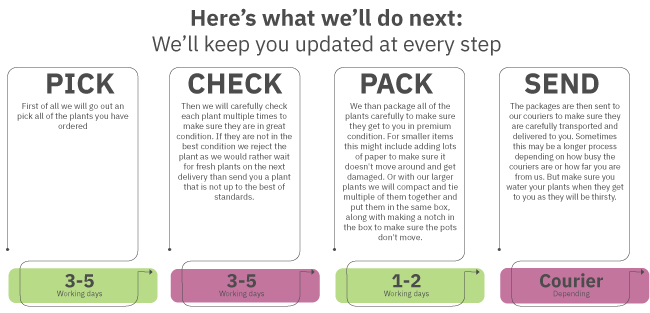 Here's what we'll do next:
We'll keep you updated at every step
PICK
First of all we will go out an
pick all of the plants you have
ordered
3-5
Working days
CHECK
Then we will carefully check
each plant multiple times to
make sure they are in great
condition. If they are not in the
best condition we reject the
plant as we would rather wait
for fresh plants on the next
delivery than send you a plant
that is not up to the best of
standards.
3-5
Working days
PACK
We than package all of the
plants carefully to make sure
they get to you in premium
condition. For smaller items
this might include adding lots
of paper to make sure it
doesn't move around and get
damaged. Or with our larger
plants we will compact and tie
multiple of them together and
put them in the same box,
along with making a notch in
the box to make sure the pots
don't move.
1-2
Working days
SEND
The packages are then sent to
our couriers to make sure they
are carefully transported and
delivered to you. Sometimes
this may be a longer process
depending on how busy the
couriers are or how far you are
from us. But make sure you
water your plants when they get
to you as they will be thirsty.
Courier
Depending